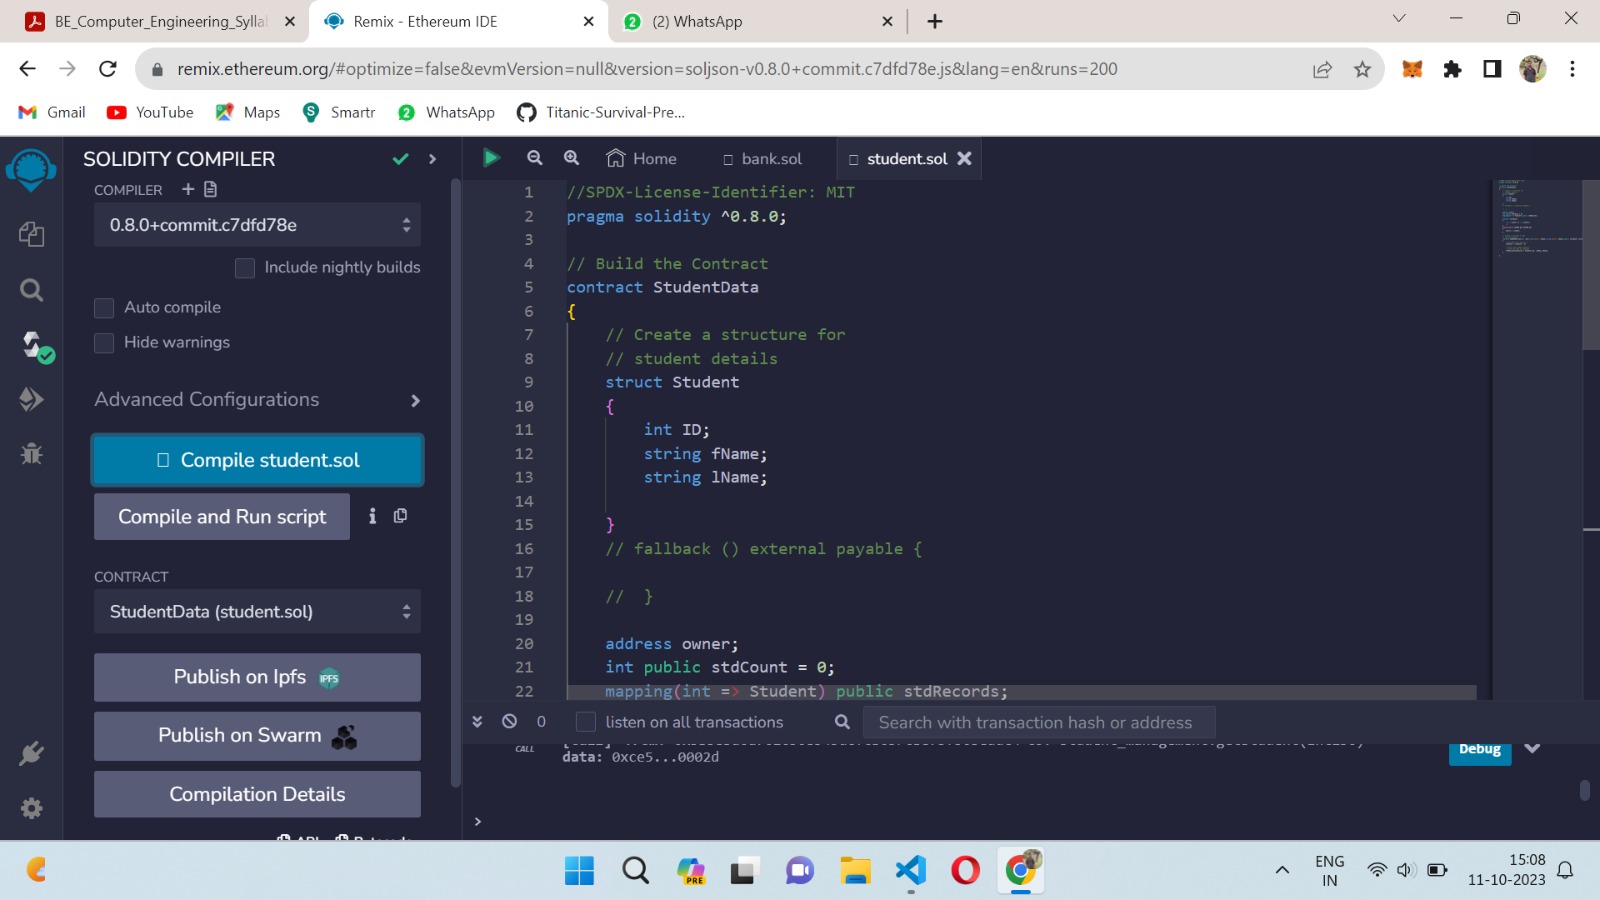 BE_Computer_Engineering_Sylla
Remix - Ethereum IDE
(2) WhatsApp
remix.ethereum.org/#optimize=false&evmVersion=null&version=soljson-v0.8.0+commit.c7dfd78e.js&lang=en&runs=200
Gmail
YouTube
Maps
Smartr
2 WhatsApp
Titanic-Survival-Pre...
SOLIDITY COMPILER
COMPILER
0.8.0+commit.c7dfd78e
Include nightly builds
Auto compile
Hide warnings
Advanced Configurations
Compile student.sol
Compile and Run script
CONTRACT
StudentData (student.sol)
Publish on Ipfs IPFS
Publish on Swarm
Compilation Details
Home
bank.sol
student.sol
1 //SPDX-License-Identifier: MIT
2 pragma solidity ^0.8.0;
3
4 // Build the Contract
5 contract StudentData
6 {
7 // Create a structure for
8 // student details
9 struct Student
10 {
11 int ID;
12 string fName;
13 string lName;
14
15 }
16 // fallback () external payable {
17
18 //  }
19
20 address owner;
21 int public stdCount = 0;
22 mapping(int => Student) public stdRecords;
0
listen on all transactions
Search with transaction hash or address
CALL
data: 0xce5...0002d
Debug
>
PRE
ENG
IN
15:08
11-10-2023